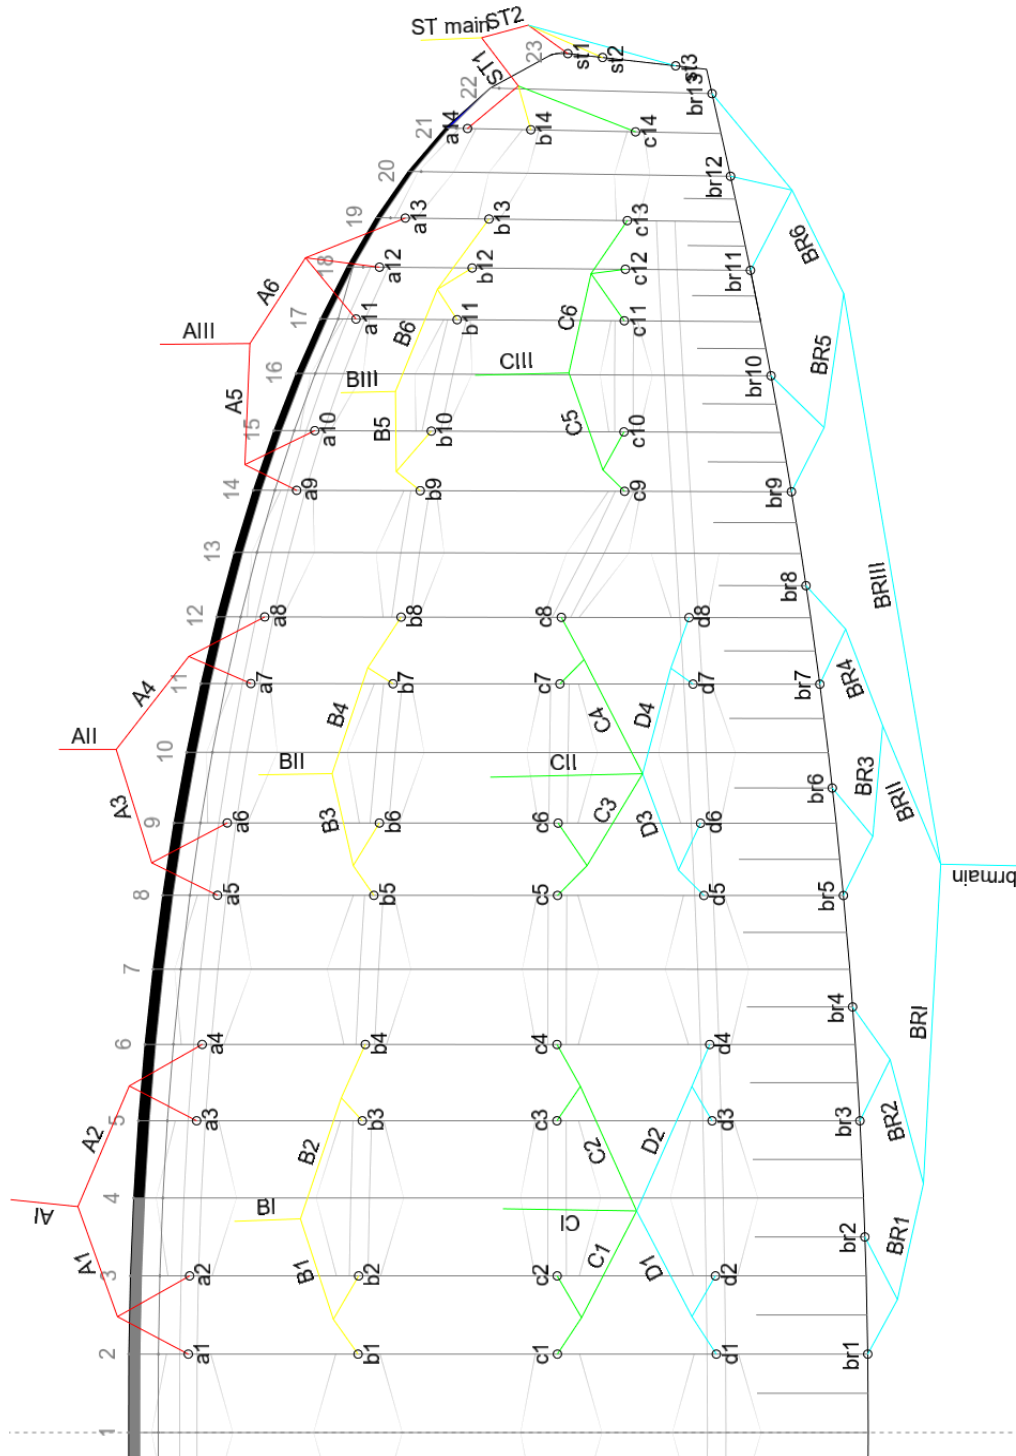 ST main
ST2
23
st1
st2
st3
ST1
22
br13
a14
21
b14
c14
20
br12
19
a13
b13
c13
BR6
18
a12
b12
c12
br11
A6
17
a11
b11
c11
B6
C6
AIII
BR5
16
BIII
CIII
br10
A5
B5
C5
15
a10
b10
c10
14
a9
b9
c9
br9
13
BRIII
br8
12
a8
b8
c8
d8
BR4
11
a7
b7
c7
d7
br7
A4
B4
C4
D4
AII
10
BII
CII
BR3
BRII
br6
A3
B3
C3
D3
9
a6
b6
c6
d6
brmain
8
a5
b5
c5
d5
br5
7
br4
BRI
6
a4
b4
c4
d4
5
a3
b3
c3
d3
br3
BR2
A2
B2
C2
D2
4
AI
BI
CI
br2
BR1
A1
B1
C1
D1
3
a2
b2
c2
d2
2
a1
b1
c1
d1
br1
1